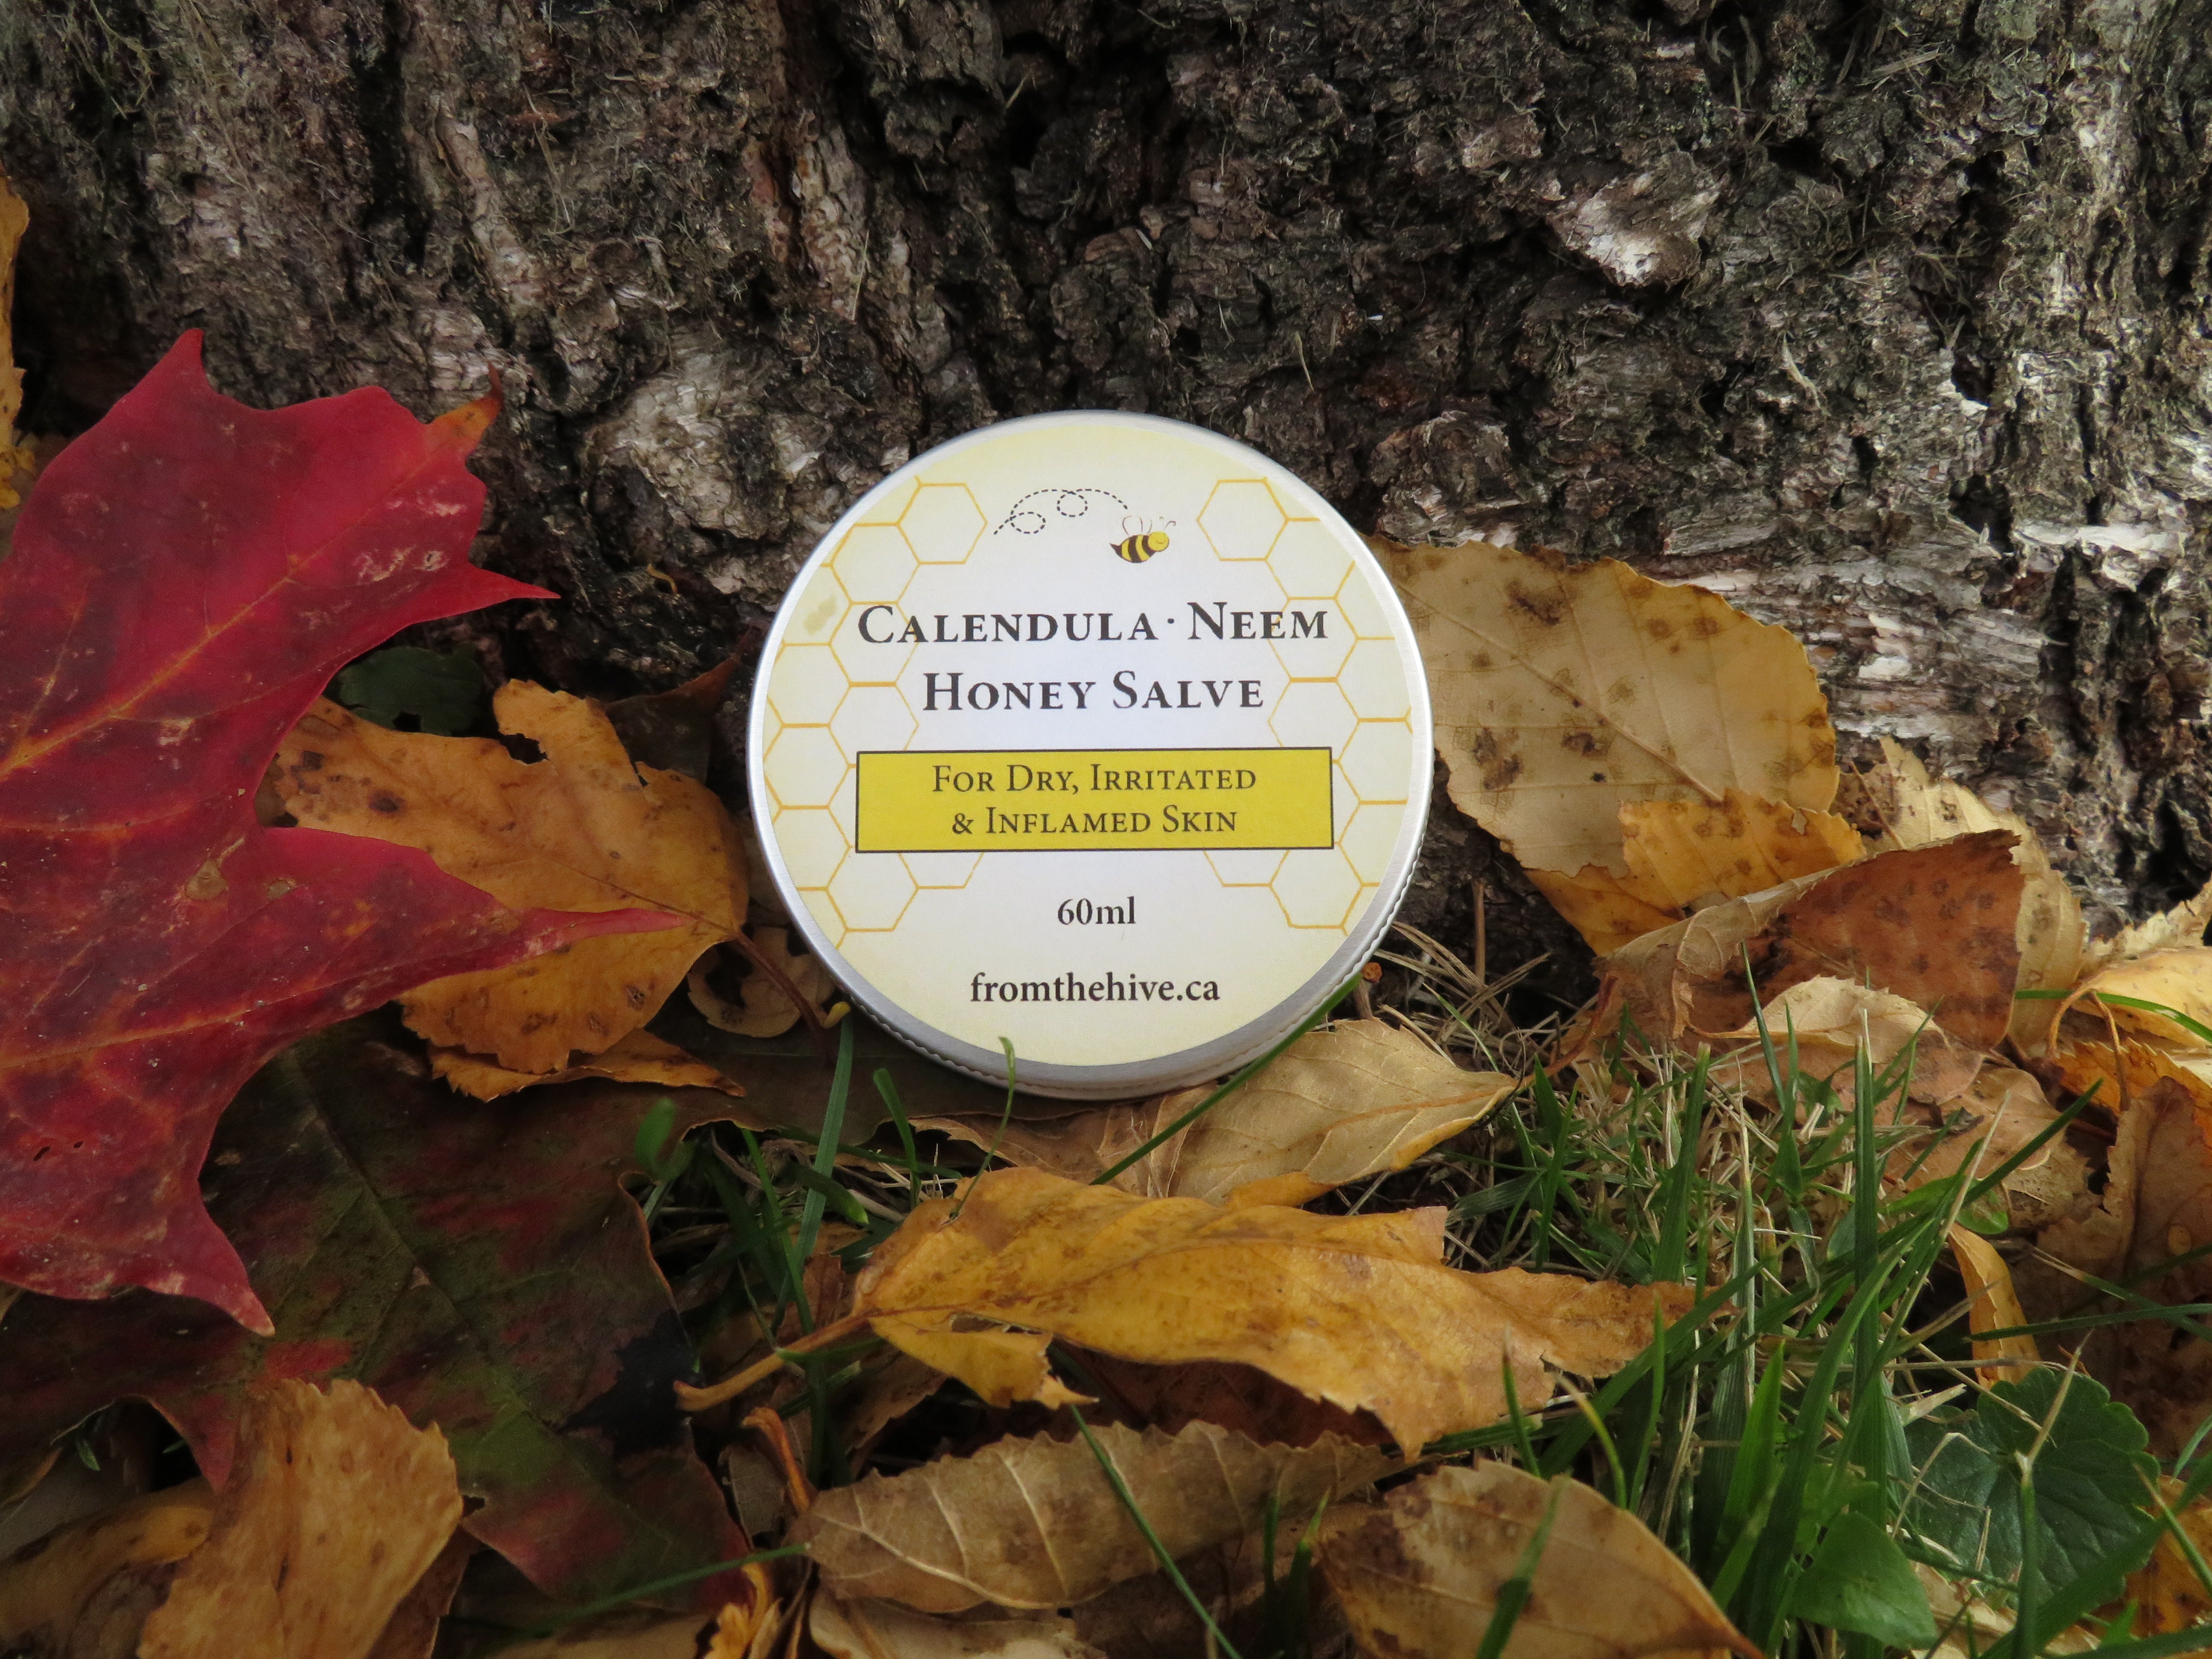 Calendula · Neem
Honey Salve
For Dry, Irritated
& Inflamed Skin
60ml
fromthehive.ca